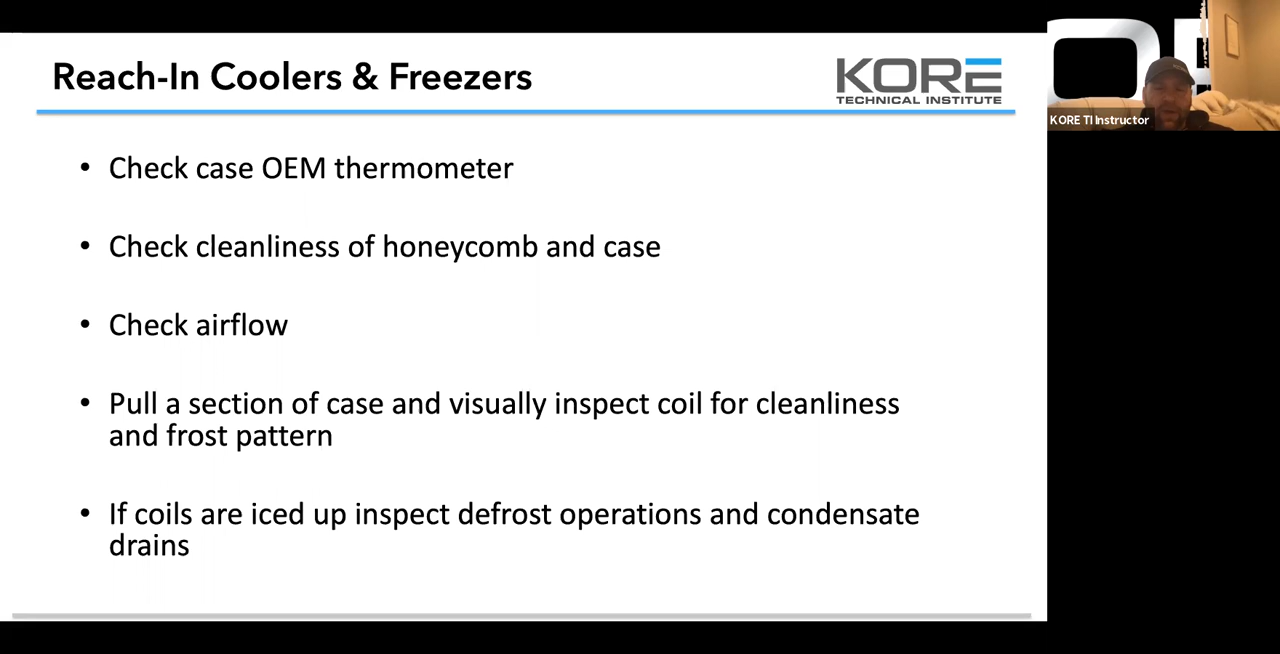 Reach-In Coolers & Freezers
KORE
TECHNICAL INSTITUTE
KORE TI Instructor
• Check case OEM thermometer
• Check cleanliness of honeycomb and case
• Check airflow
• Pull a section of case and visually inspect coil for cleanliness
and frost pattern
• If coils are iced up inspect defrost operations and condensate
drains